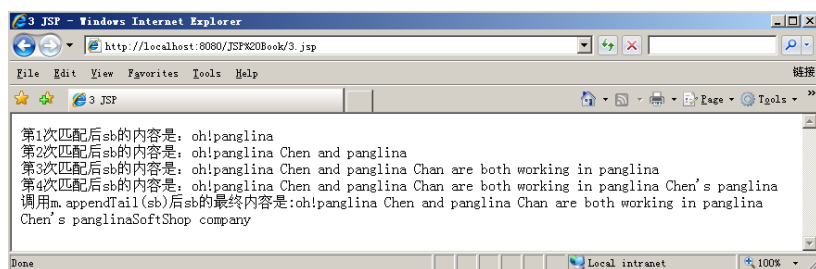 3 JSP - Windows Internet Explorer
http://localhost:8080/JSP%20Book/3.jsp
File Edit View Favorites Tools Help 链接
3 JSP Page Tools
第1次匹配后sb的内容是: oh!panglina
第2次匹配后sb的内容是: oh!panglina Chen and panglina
第3次匹配后sb的内容是: oh!panglina Chen and panglina Chan are both working in panglina
第4次匹配后sb的内容是: oh!panglina Chen and panglina Chan are both working in panglina Chen's panglina
调用m.appendTail(sb)后sb的最终内容是:oh!panglina Chen and panglina Chan are both working in panglina
Chen's panglinaSoftShop company
Done Local intranet 100%